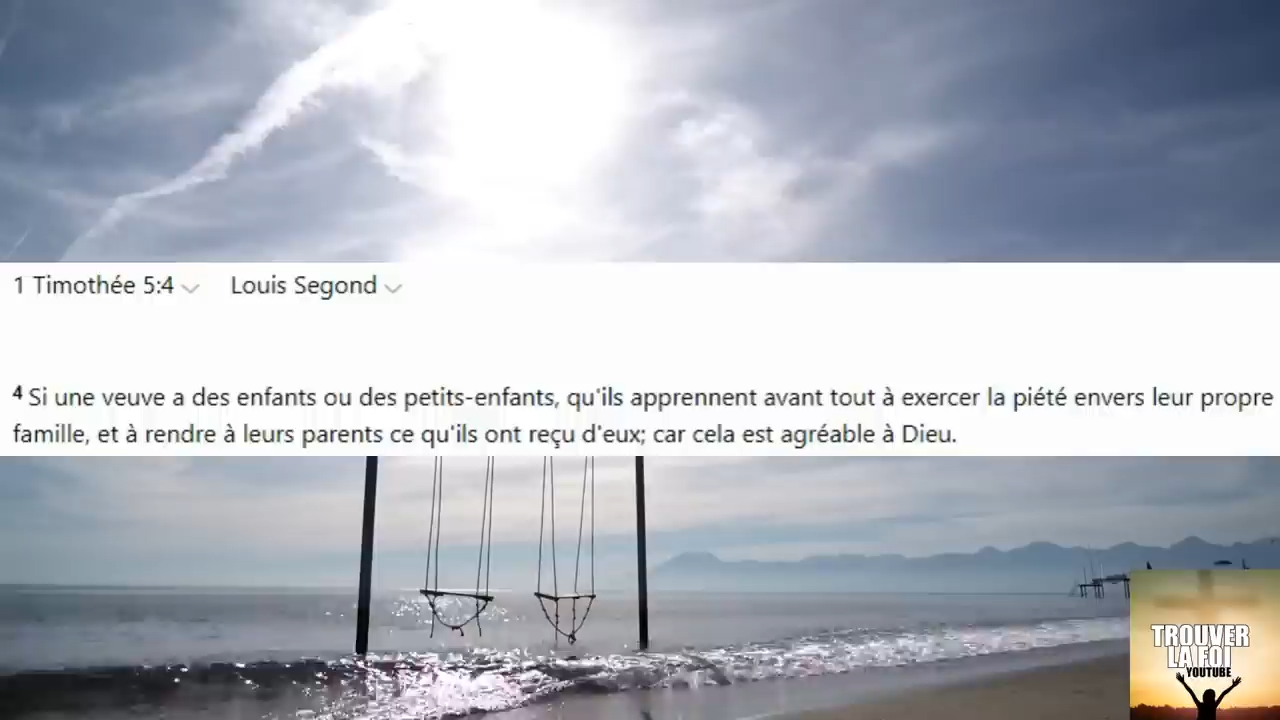 1 Timothée 5:4 Louis Segond
4 Si une veuve a des enfants ou des petits-enfants, qu'ils apprennent avant tout à exercer la piété envers leur propre
famille, et à rendre à leurs parents ce qu'ils ont reçu d'eux; car cela est agréable à Dieu.
TROUVER
LA FOI
YOUTUBE